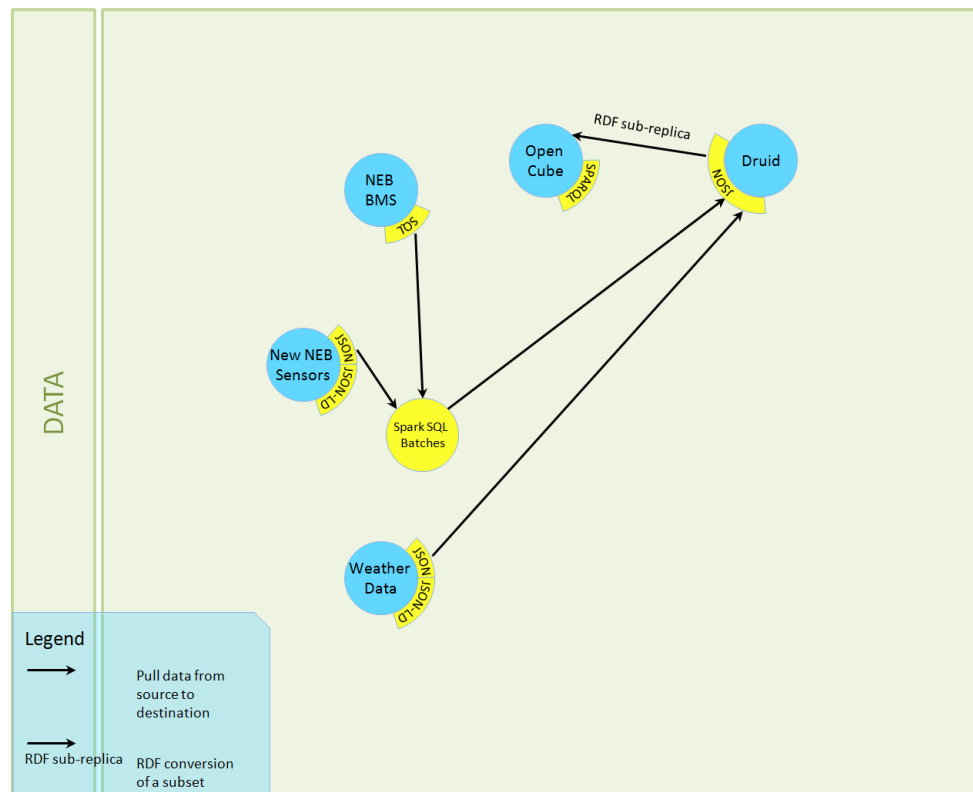 DATA
RDF sub-replica
Open
Cube
SPARQL
Druid
JSON
NEB
BMS
SQL
New NEB
Sensors
JSON
JSON-LD
Spark SQL
Batches
Weather
Data
JSON
JSON-LD
Legend
Pull data from
source to
destination
RDF sub-replica
RDF conversion
of a subset